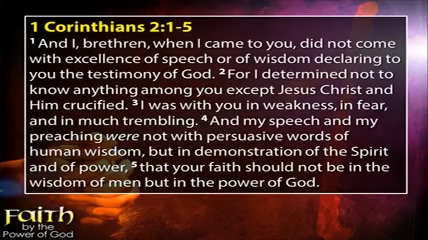 1 Corinthians 2:1-5
1 And I, brethren, when I came to you, did not come
with excellence of speech or of wisdom declaring to
you the testimony of God. 2 For I determined not to
know anything among you except Jesus Christ and
Him crucified. 3 I was with you in weakness, in fear,
and in much trembling. 4 And my speech and my
preaching were not with persuasive words of
human wisdom, but in demonstration of the Spirit
and of power, 5 that your faith should not be in the
wisdom of men but in the power of God.
Faith
by the
Power of God